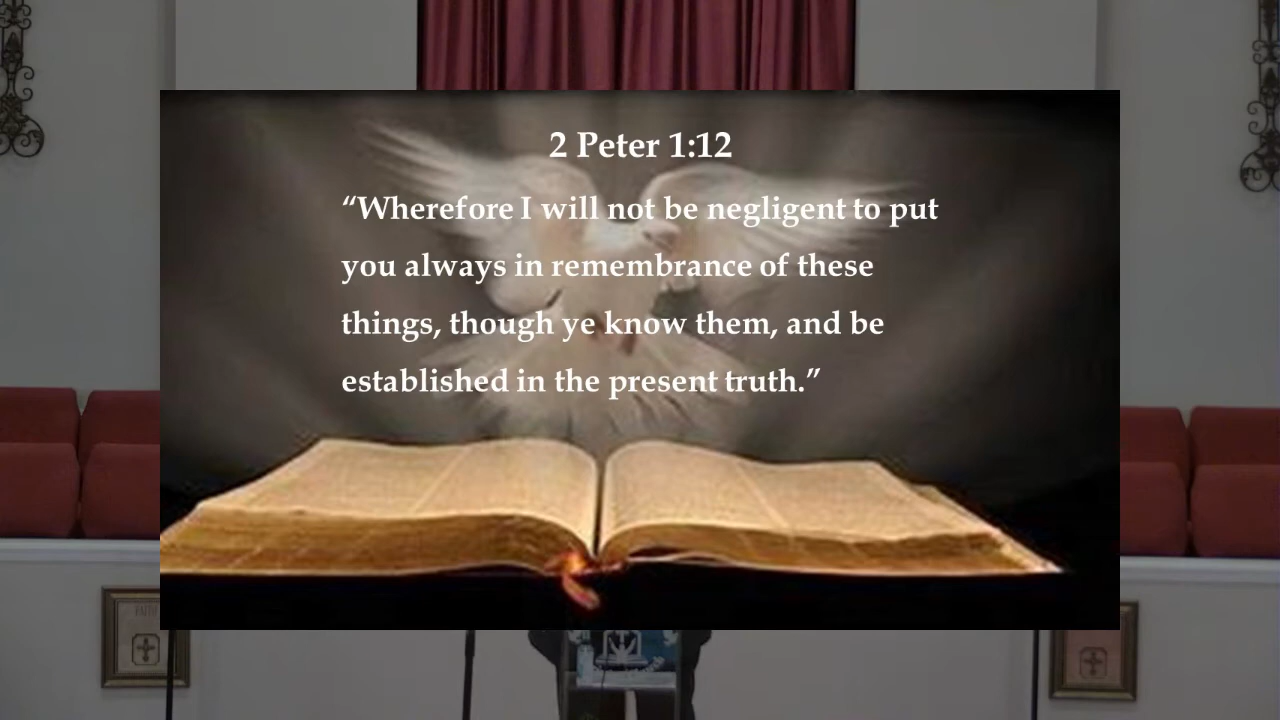 2 Peter 1:12
“Wherefore I will not be negligent to put
you always in remembrance of these
things, though ye know them, and be
established in the present truth.”
FAITH